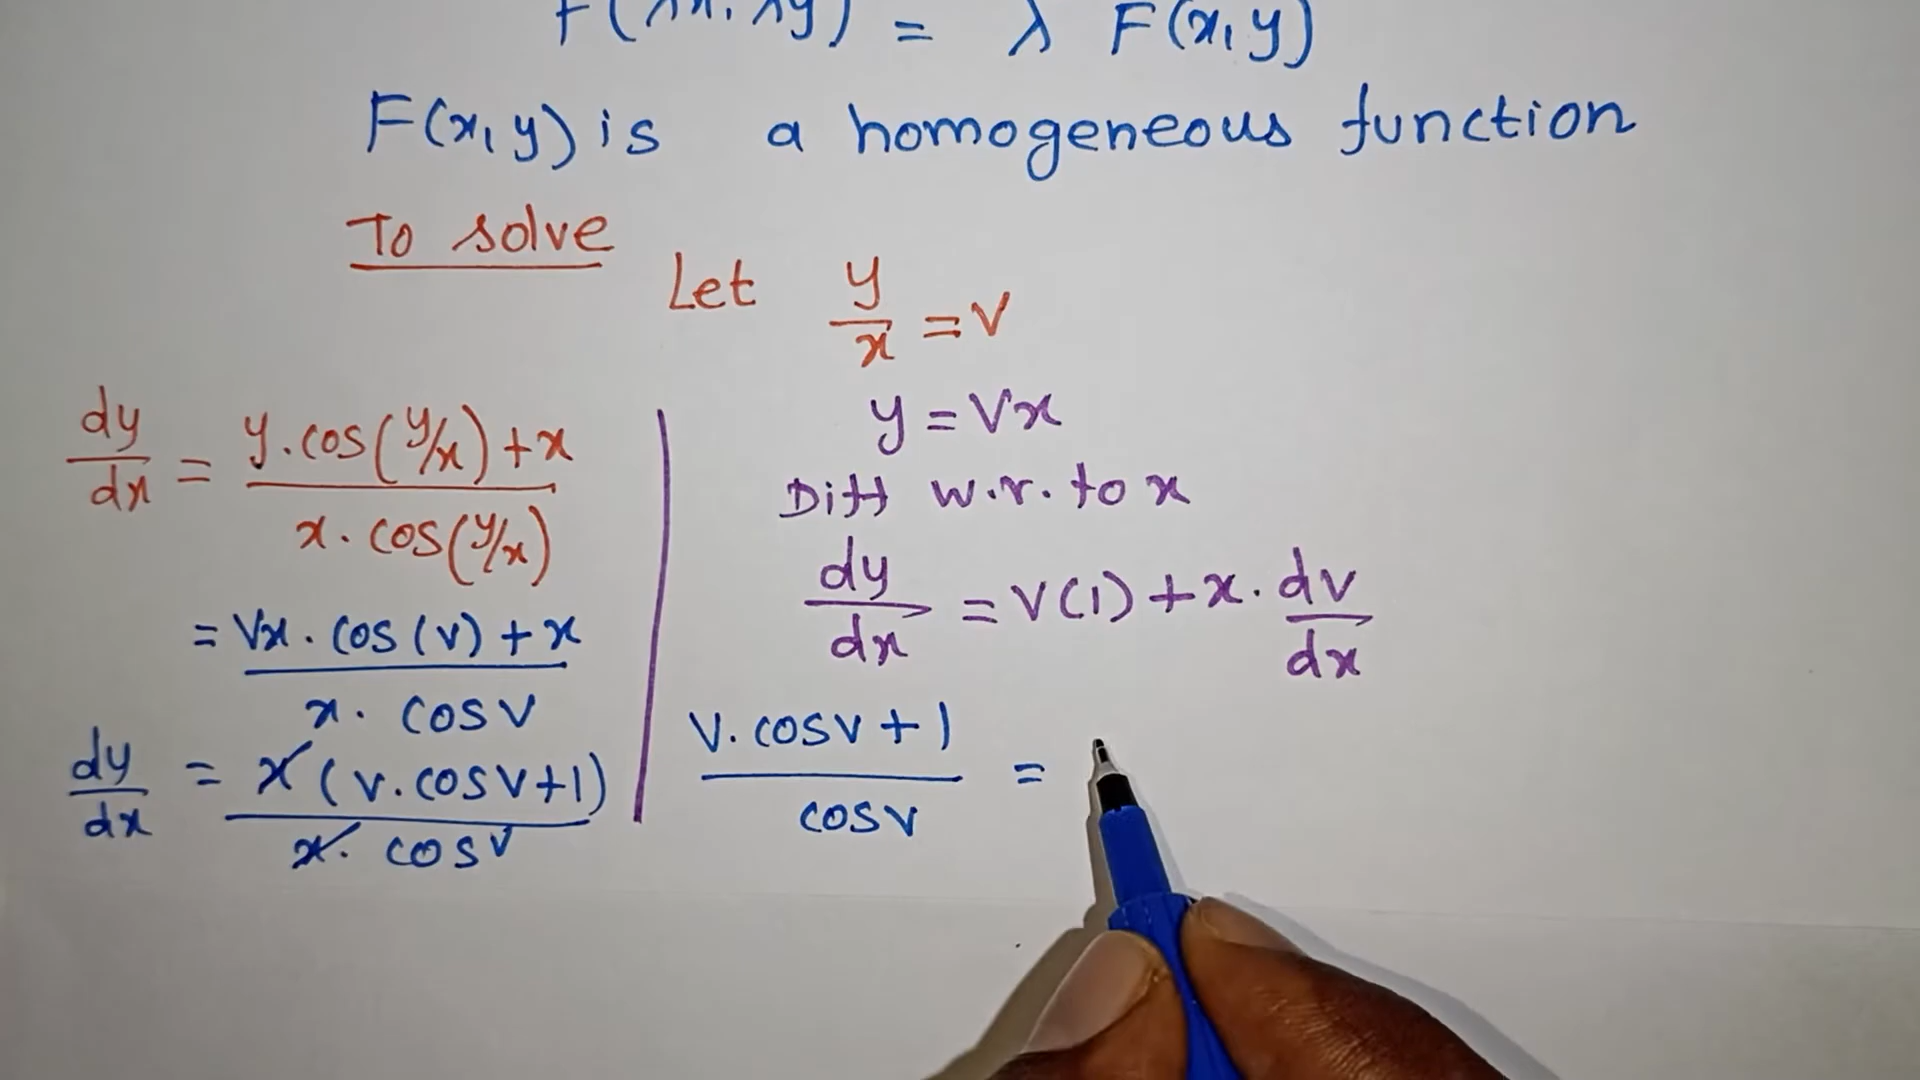 F(λx, λy) = λ F(x, y)
F(x, y) is a homogeneous function
To solve
Let y/x = v
dy/dx = y. cos(y/x) + x / x. cos(y/x)
= vx. cos(v) + x / x. cosv
dy/dx = x(v. cosv+1) / x. cosv
y = vx
Diff w.r. to x
dy/dx = v(1) + x. dv/dx
v. cosv + 1 / cosv =